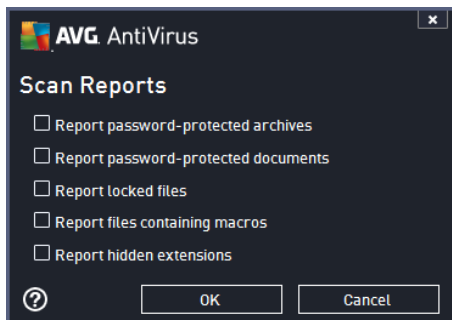 AVG. AntiVirus
Scan Reports
Report password-protected archives
Report password-protected documents
Report locked files
Report files containing macros
Report hidden extensions
? OK Cancel